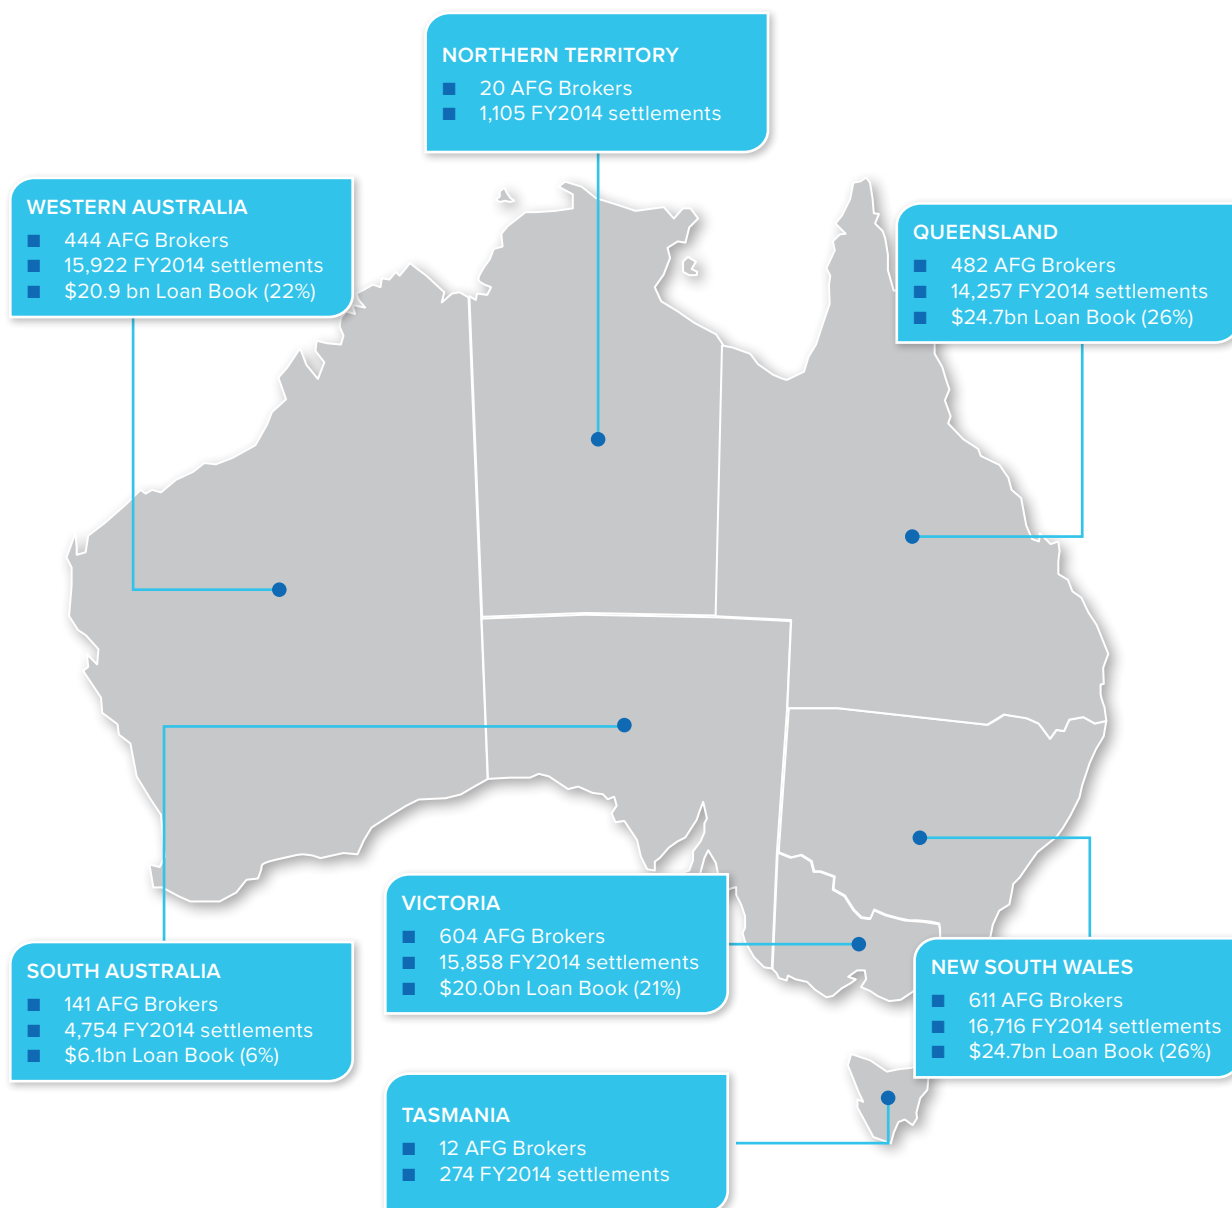 NORTHERN TERRITORY
20 AFG Brokers
1,105 FY2014 settlements
WESTERN AUSTRALIA
444 AFG Brokers
15,922 FY2014 settlements
$20.9 bn Loan Book (22%)
QUEENSLAND
482 AFG Brokers
14,257 FY2014 settlements
$24.7bn Loan Book (26%)
VICTORIA
604 AFG Brokers
15,858 FY2014 settlements
$20.0bn Loan Book (21%)
SOUTH AUSTRALIA
141 AFG Brokers
4,754 FY2014 settlements
$6.1bn Loan Book (6%)
NEW SOUTH WALES
611 AFG Brokers
16,716 FY2014 settlements
$24.7bn Loan Book (26%)
TASMANIA
12 AFG Brokers
274 FY2014 settlements